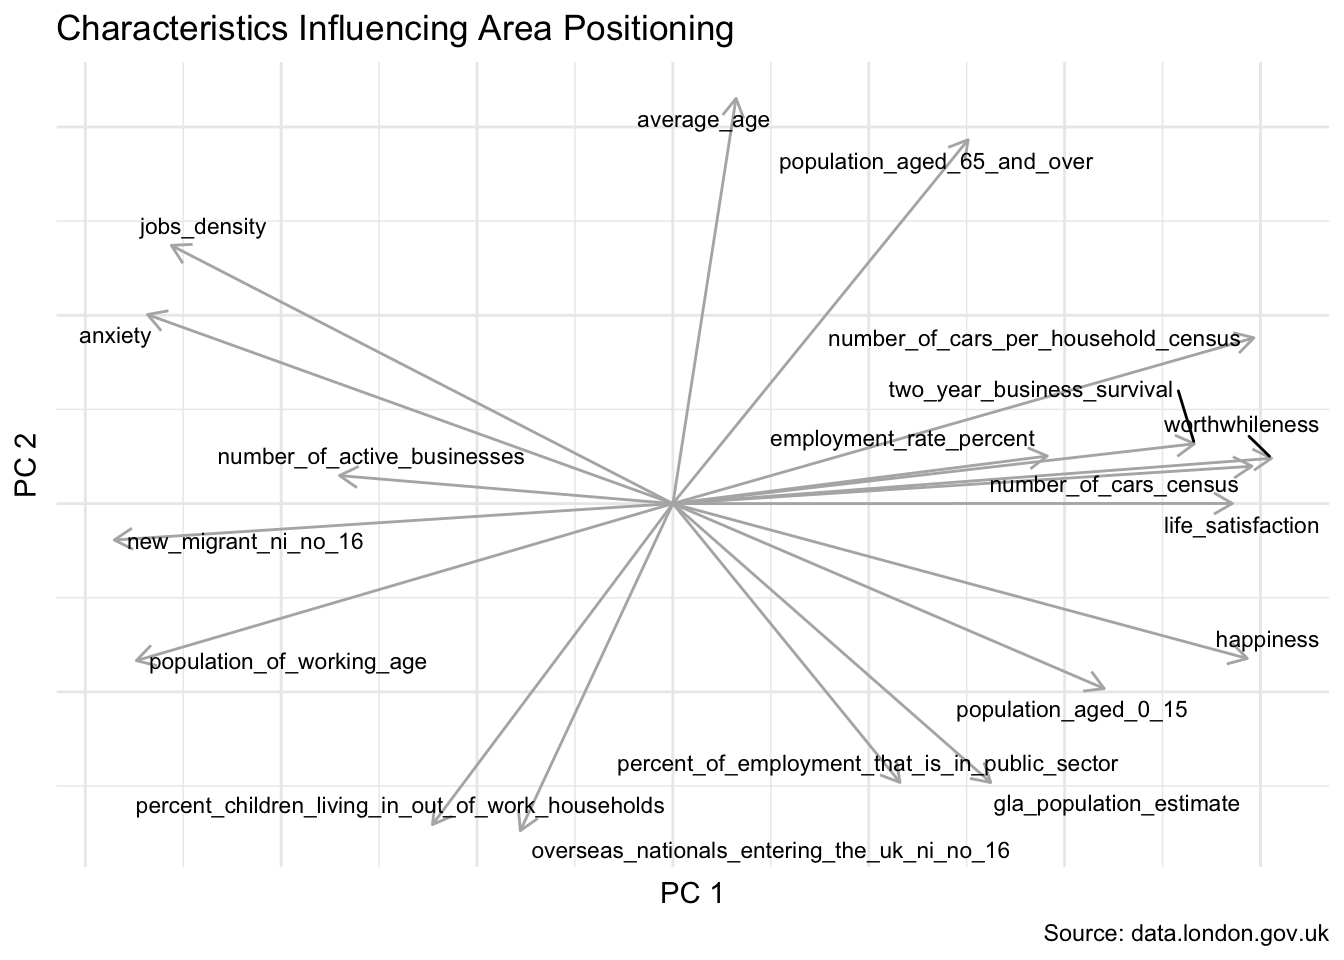 Characteristics Influencing Area Positioning
average_age
population_aged_65_and_over
jobs_density
anxiety
number_of_cars_per_household_census
two_year_business_survival
worthwhileness
employment_rate_percent
number_of_active_businesses
number_of_cars_census
life_satisfaction
new_migrant_ni_no_16
happiness
population_of_working_age
population_aged_0_15
percent_of_employment_that_is_in_public_sector
percent_children_living_in_out_of_work_households
gla_population_estimate
overseas_nationals_entering_the_uk_ni_no_16
PC 2
PC 1
Source: data.london.gov.uk